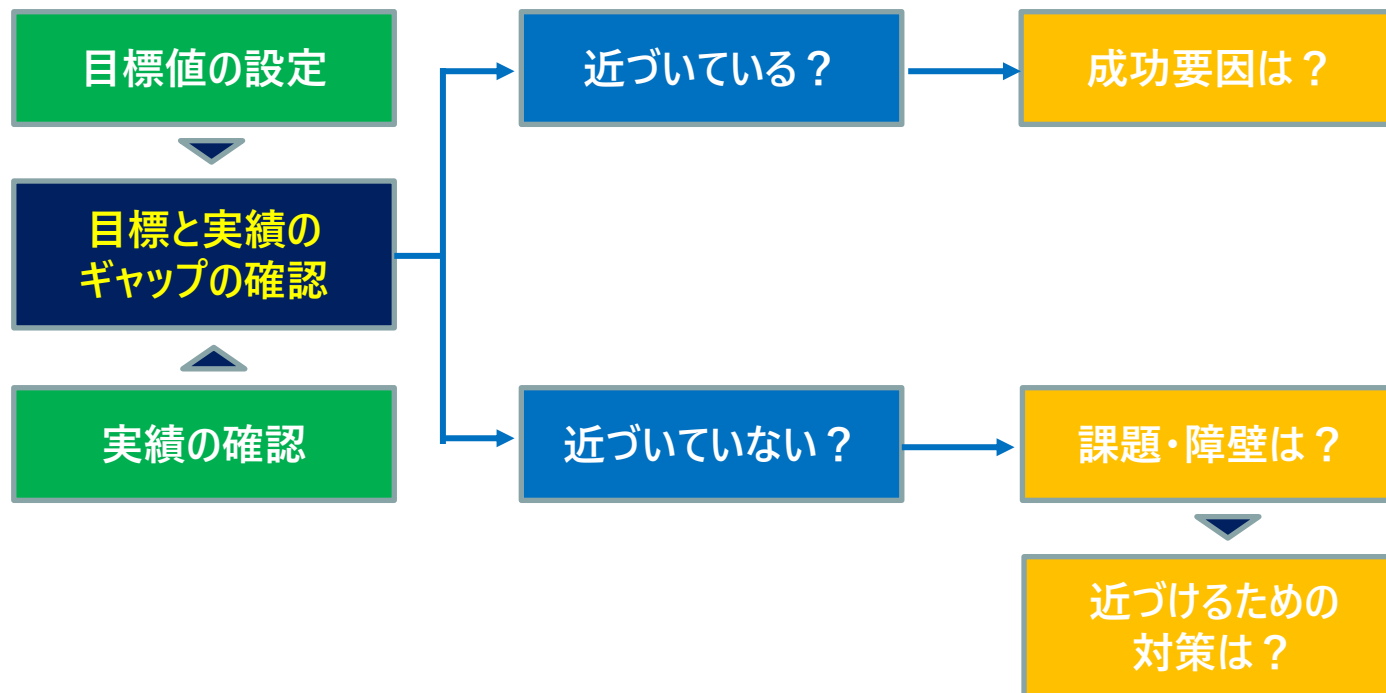 目標値の設定
近づいている？
成功要因は？
目標と実績の
ギャップの確認
実績の確認
近づいていない？
課題・障壁は？
近づけるための
対策は？